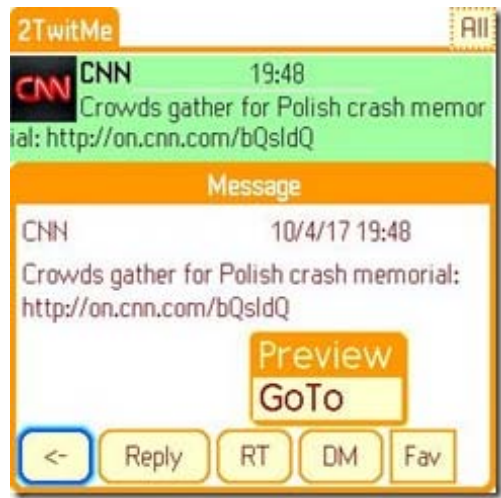 2TwitMe
All
CNN
CNN 19:48
Crowds gather for Polish crash memor
ial: http://on.cnn.com/bQsldQ
Message
CNN 10/4/17 19:48
Crowds gather for Polish crash memorial:
http://on.cnn.com/bQsldQ
Preview
GoTo
<- Reply RT DM Fav